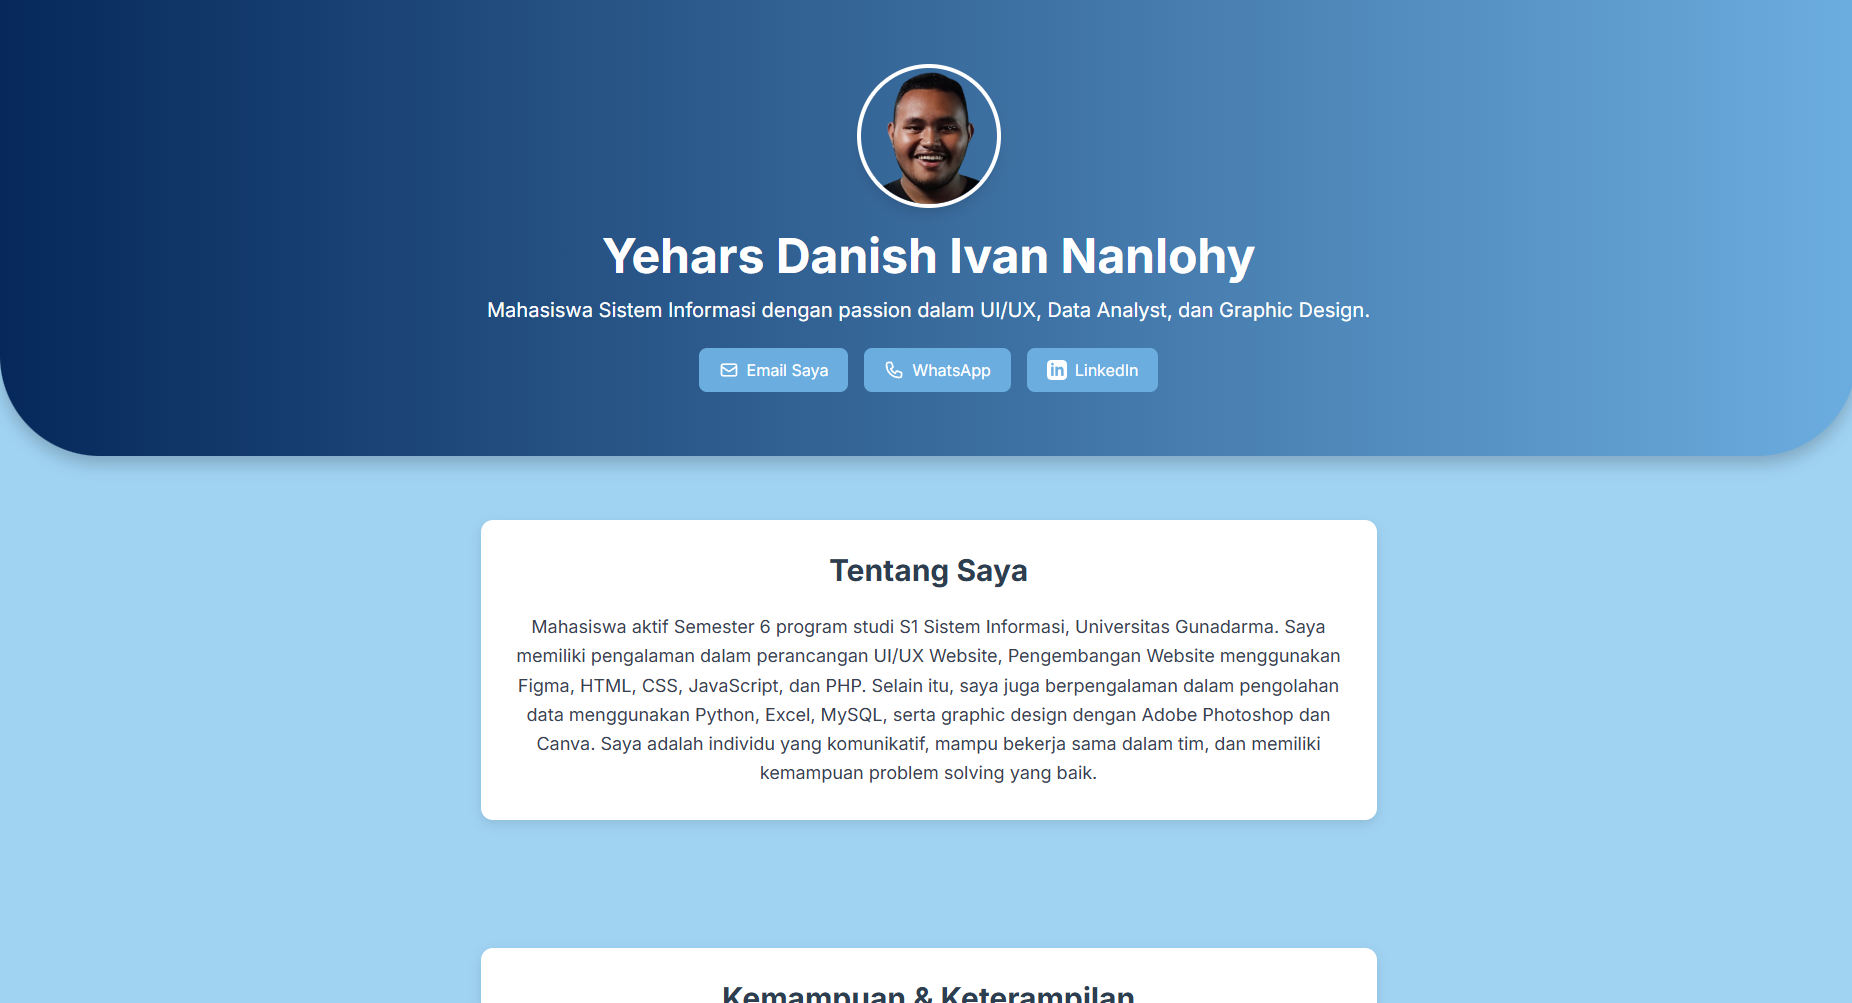 Yehars Danish Ivan Nanlohy
Mahasiswa Sistem Informasi dengan passion dalam UI/UX, Data Analyst, dan Graphic Design.
Email Saya
WhatsApp
LinkedIn
Tentang Saya
Mahasiswa aktif Semester 6 program studi S1 Sistem Informasi, Universitas Gunadarma. Saya
memiliki pengalaman dalam perancangan UI/UX Website, Pengembangan Website menggunakan
Figma, HTML, CSS, JavaScript, dan PHP. Selain itu, saya juga berpengalaman dalam pengolahan
data menggunakan Python, Excel, MySQL, serta graphic design dengan Adobe Photoshop dan
Canva. Saya adalah individu yang komunikatif, mampu bekerja sama dalam tim, dan memiliki
kemampuan problem solving yang baik.
Kemampuan & Keterampilan